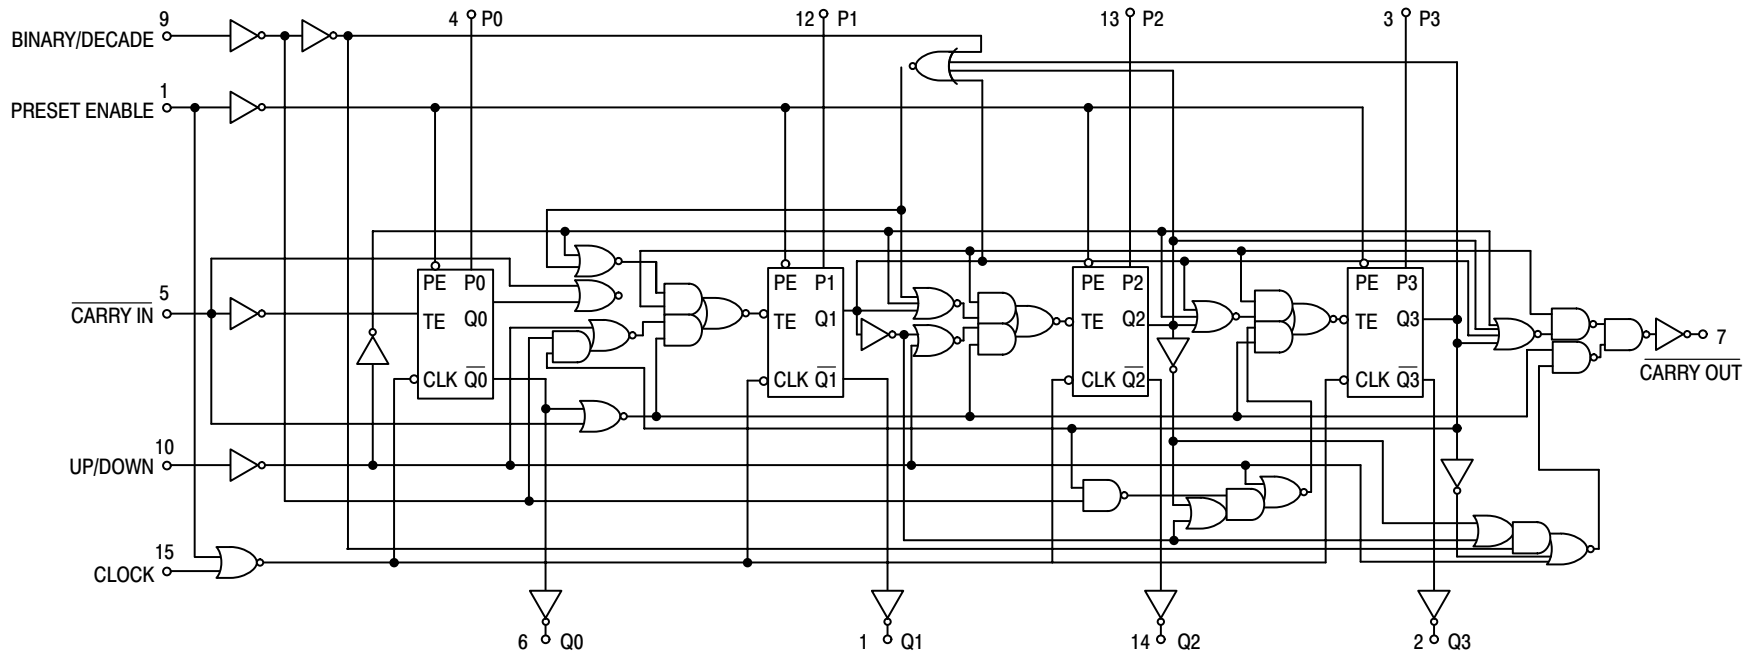 9
BINARY/DECADE
4 P0
12 P1
13 P2
3 P3
1
PRESET ENABLE
5
CARRY IN
PE P0
Q0
TE
CLK Q0
PE P1
Q1
TE
CLK Q1
PE P2
Q2
TE
CLK Q2
PE P3
Q3
TE
CLK Q3
7
CARRY OUT
10
UP/DOWN
15
CLOCK
6 Q0
1 Q1
14 Q2
2 Q3